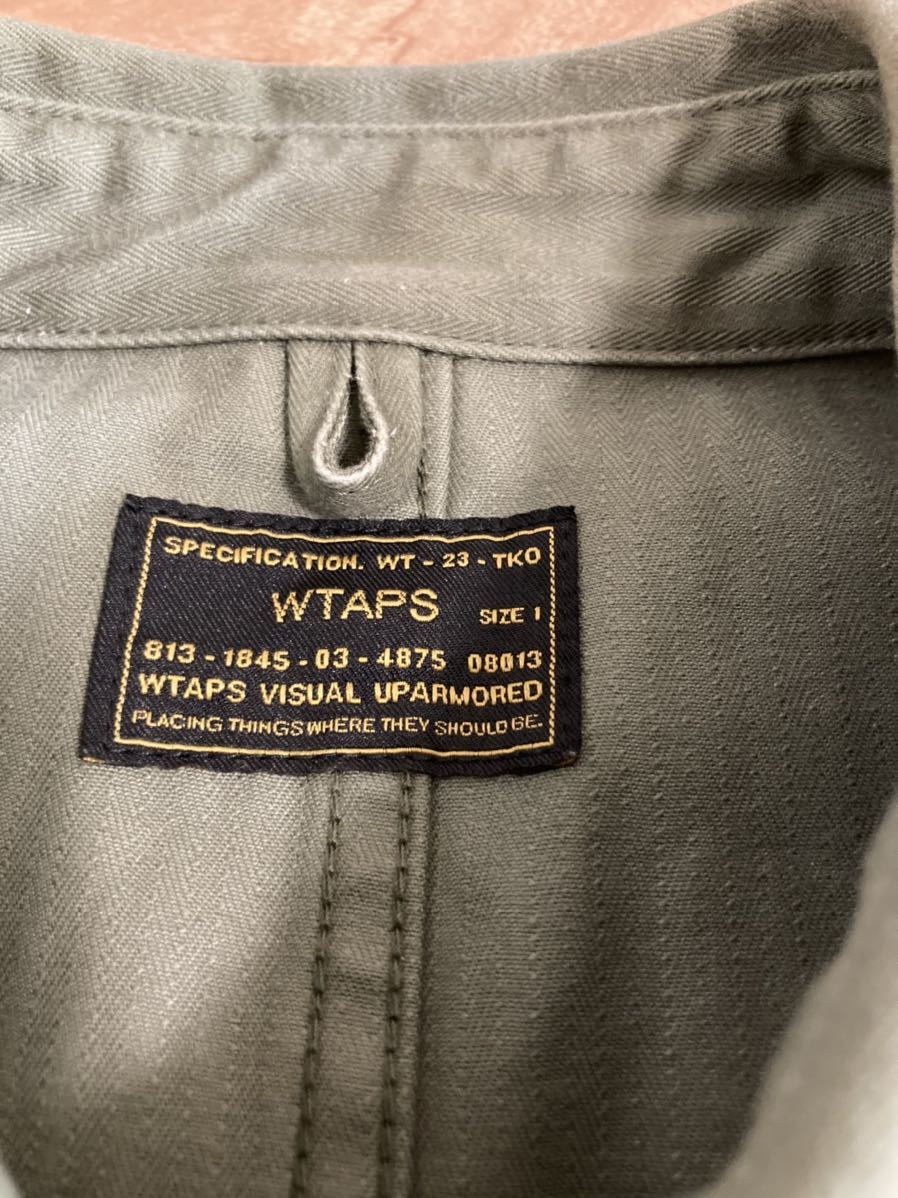 SPECIFICATION. WT - 23 - TKO
WTAPS SIZE 1
813 - 1845 - 03 - 4875 08013
WTAPS VISUAL UPARMORED
PLACING THINGS WHERE THEY SHOULD BE.